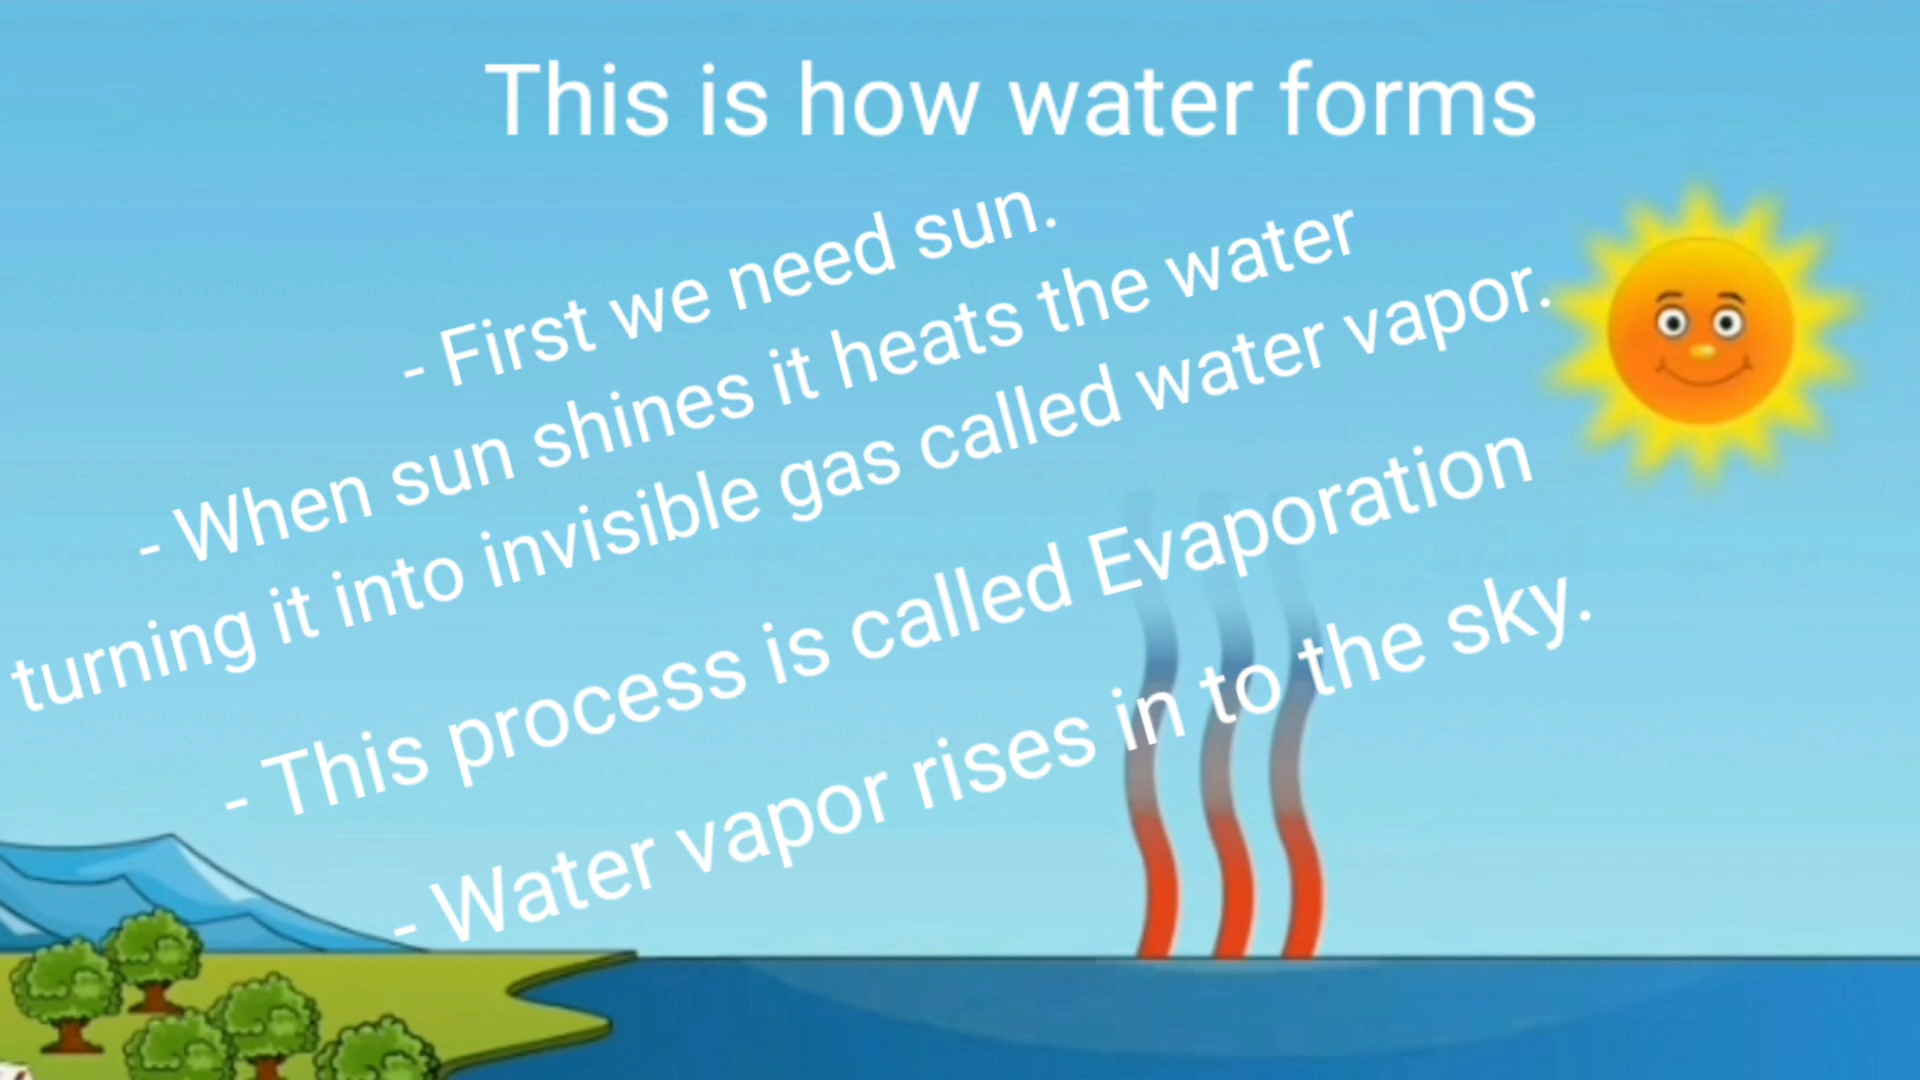 This is how water forms
- First we need sun.
- When sun shines it heats the water
turning it into invisible gas called water vapor.
- This process is called Evaporation
- Water vapor rises in to the sky.